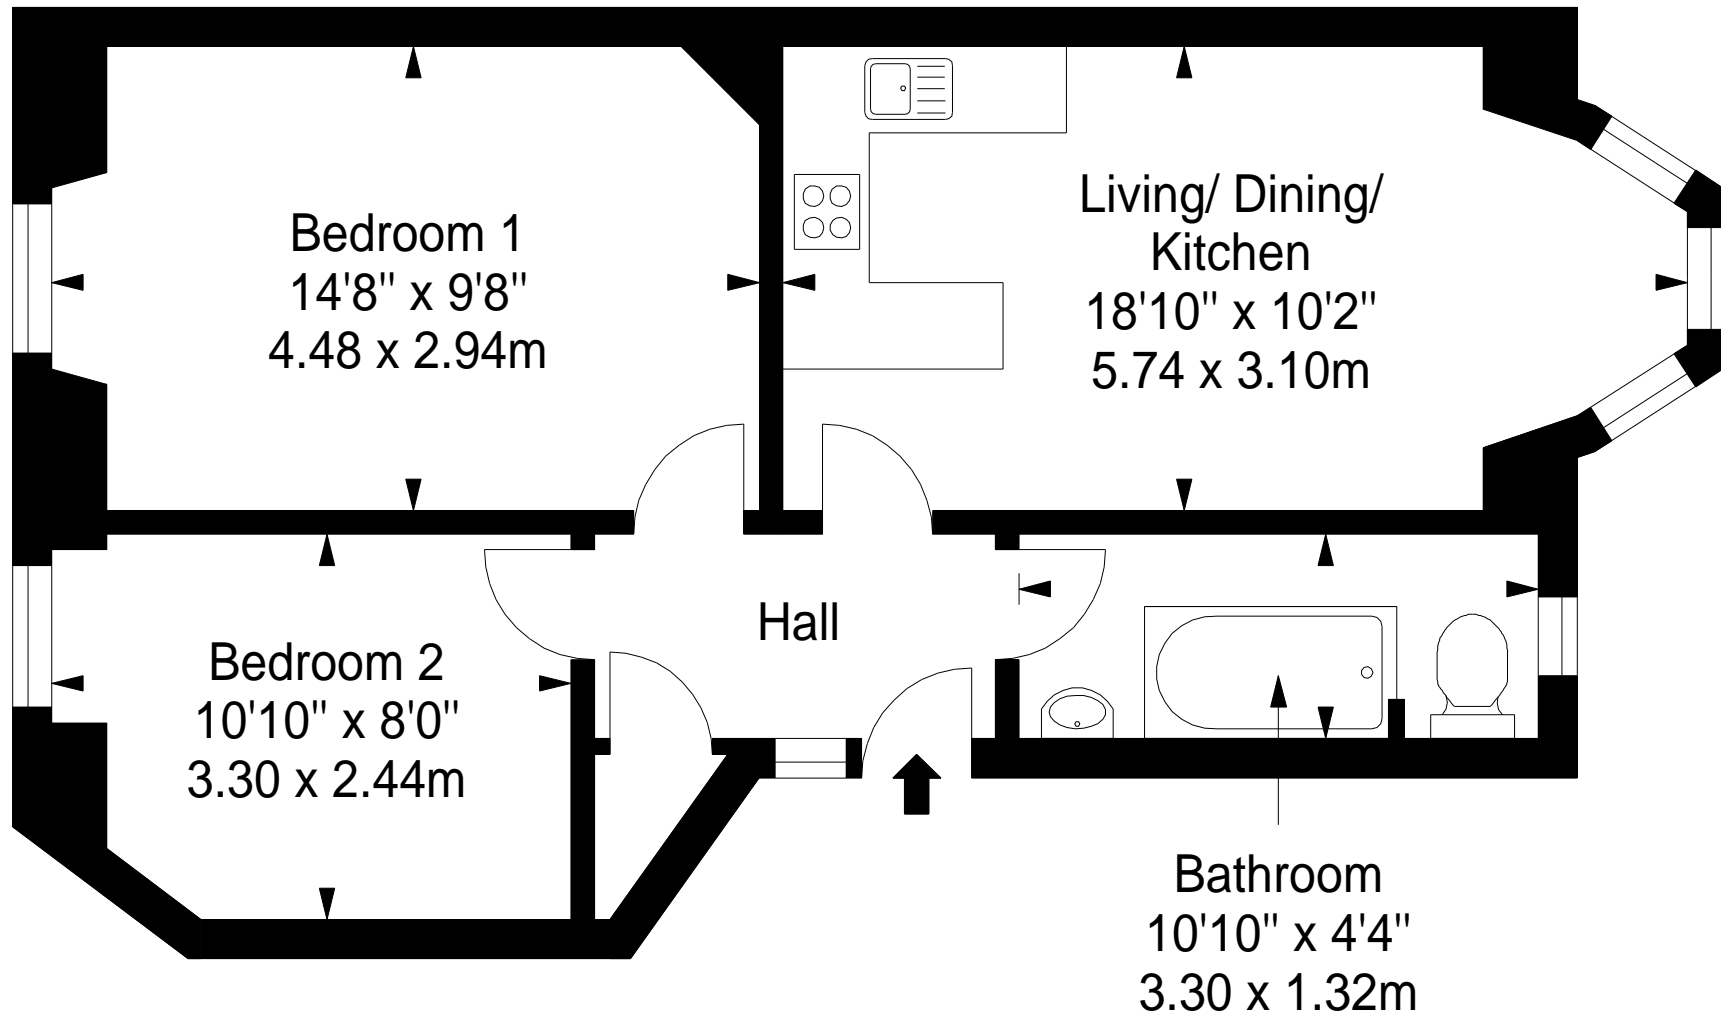 Bedroom 1
14'8" x 9'8"
4.48 x 2.94m
Living/ Dining/
Kitchen
18'10" x 10'2"
5.74 x 3.10m
Hall
Bedroom 2
10'10" x 8'0"
3.30 x 2.44m
Bathroom
10'10" x 4'4"
3.30 x 1.32m